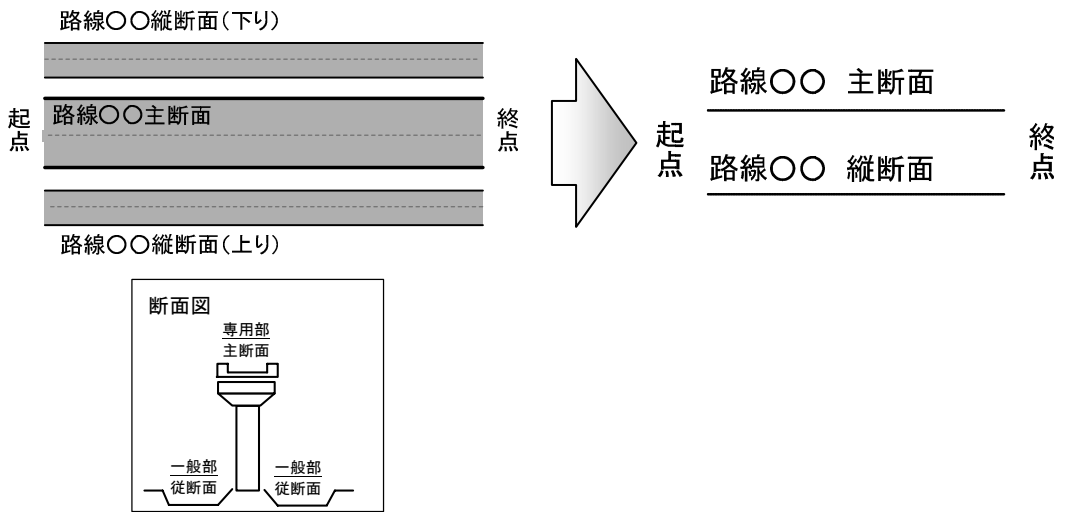 路線〇〇縦断面(下り)
起点
路線〇〇主断面
終点
路線〇〇縦断面(上り)
起点
路線〇〇 主断面
路線〇〇 縦断面
終点
断面図
専用部
主断面
一般部
従断面
一般部
従断面